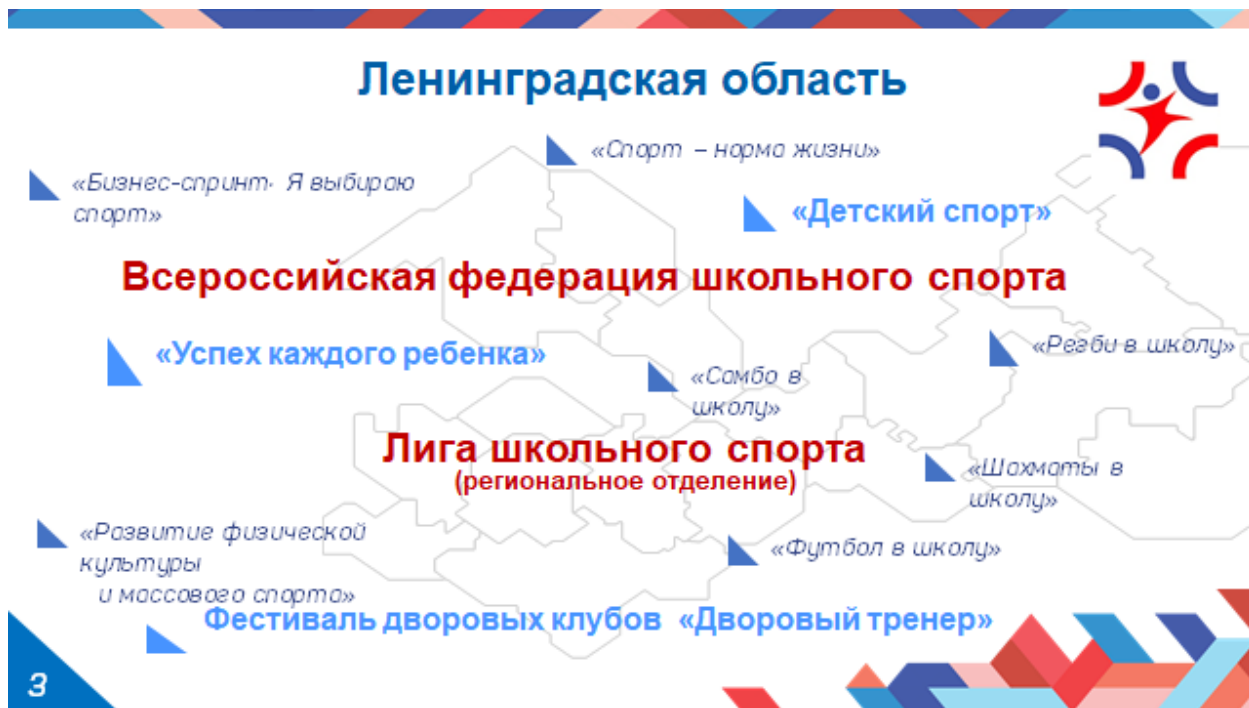 Ленинградская область
«Спорт – норма жизни»
«Бизнес-спринт. Я выбираю
спорт»
«Детский спорт»
Всероссийская федерация школьного спорта
«Успех каждого ребенка»
«Регби в школу»
«Самбо в
школу»
Лига школьного спорта
(региональное отделение)
«Шахматы в
школу»
«Развитие физической
культуры
и массового спорта»
«Футбол в школу»
Фестиваль дворовых клубов «Дворовый тренер»
3